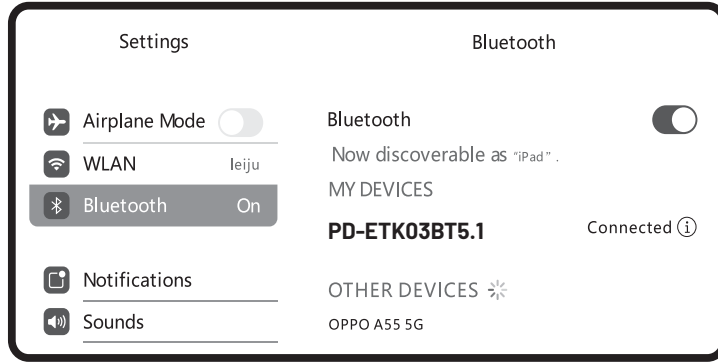 Settings
Bluetooth
Airplane Mode
WLAN leiju
Bluetooth On
Notifications
Sounds
Bluetooth
Now discoverable as “iPad”.
MY DEVICES
PD-ETK03BT5.1 Connected i
OTHER DEVICES
OPPO A55 5G